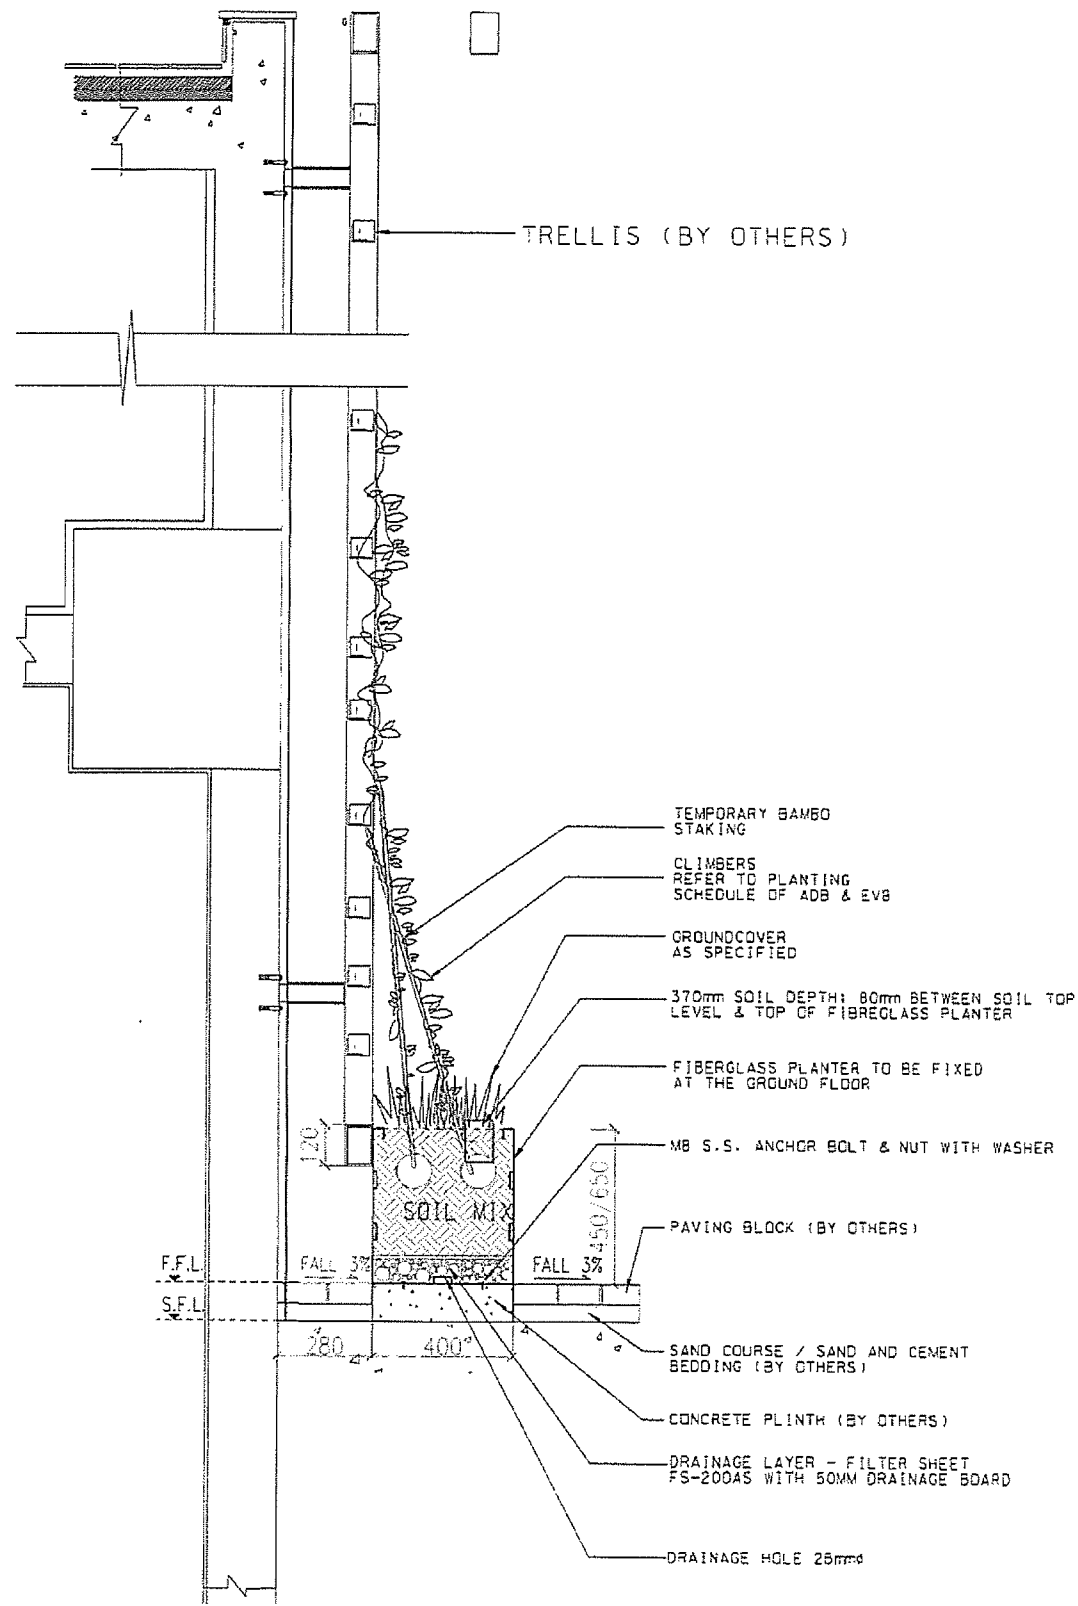 TRELLIS (BY OTHERS)
TEMPORARY BAMBO
STAKING
CLIMBERS
REFER TO PLANTING
SCHEDULE OF ADB & EVB
GROUNDCOVER
AS SPECIFIED
370mm SOIL DEPTH; 80mm BETWEEN SOIL TOP
LEVEL & TOP OF FIBREGLASS PLANTER
FIBERGLASS PLANTER TO BE FIXED
AT THE GROUND FLOOR
120
M8 S.S. ANCHOR BOLT & NUT WITH WASHER
450/650
SOIL MIX
PAVING BLOCK (BY OTHERS)
F.F.L.
FALL 3%
FALL 3%
S.F.L.
280
400
SAND COURSE / SAND AND CEMENT
BEDDING (BY OTHERS)
CONCRETE PLINTH (BY OTHERS)
DRAINAGE LAYER - FILTER SHEET
FS-200AS WITH 50MM DRAINAGE BOARD
DRAINAGE HOLE